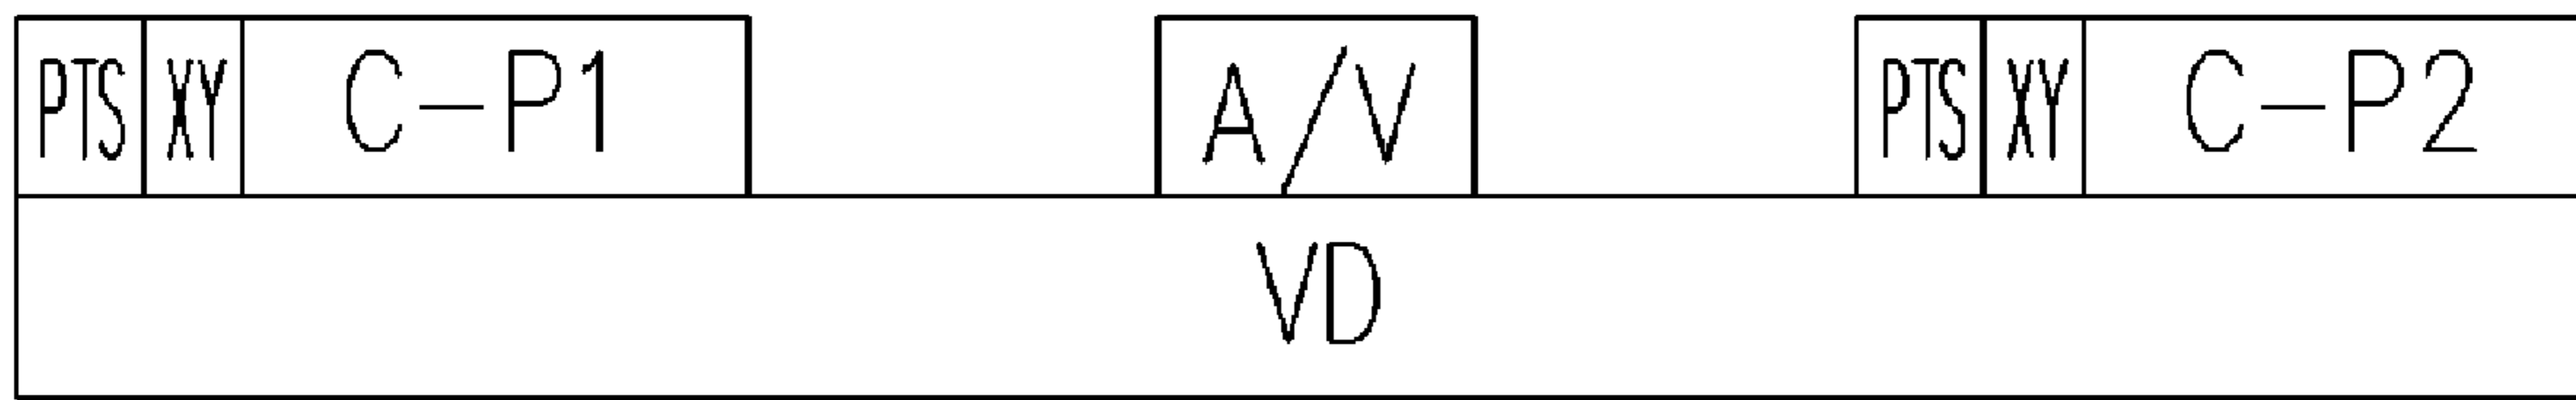 PTS XY C-P1 A/V PTS XY C-P2
VD